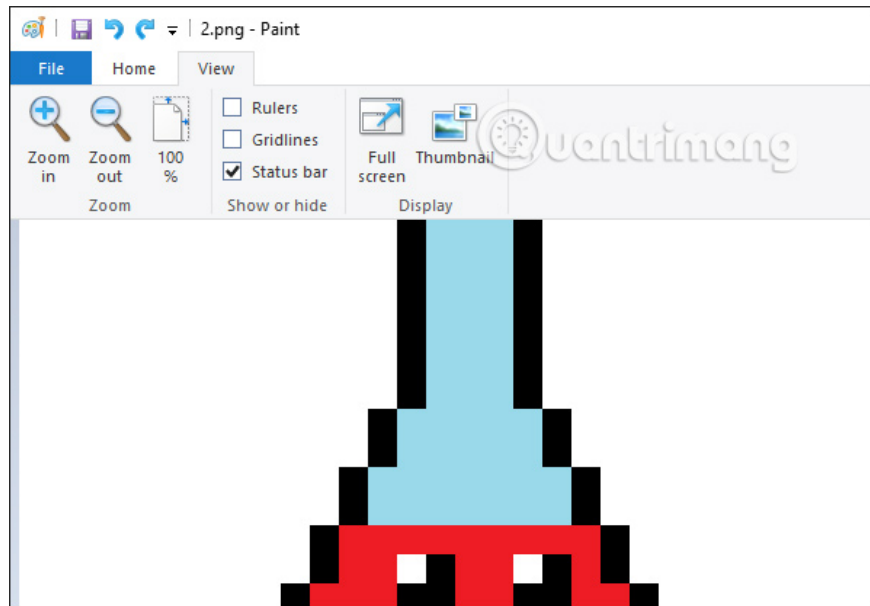 2.png - Paint
File Home View
Rulers
Gridlines
Status bar
Zoom in
Zoom out
100 %
Full screen
Thumbnail
Zoom
Show or hide
Display
Quantrimang